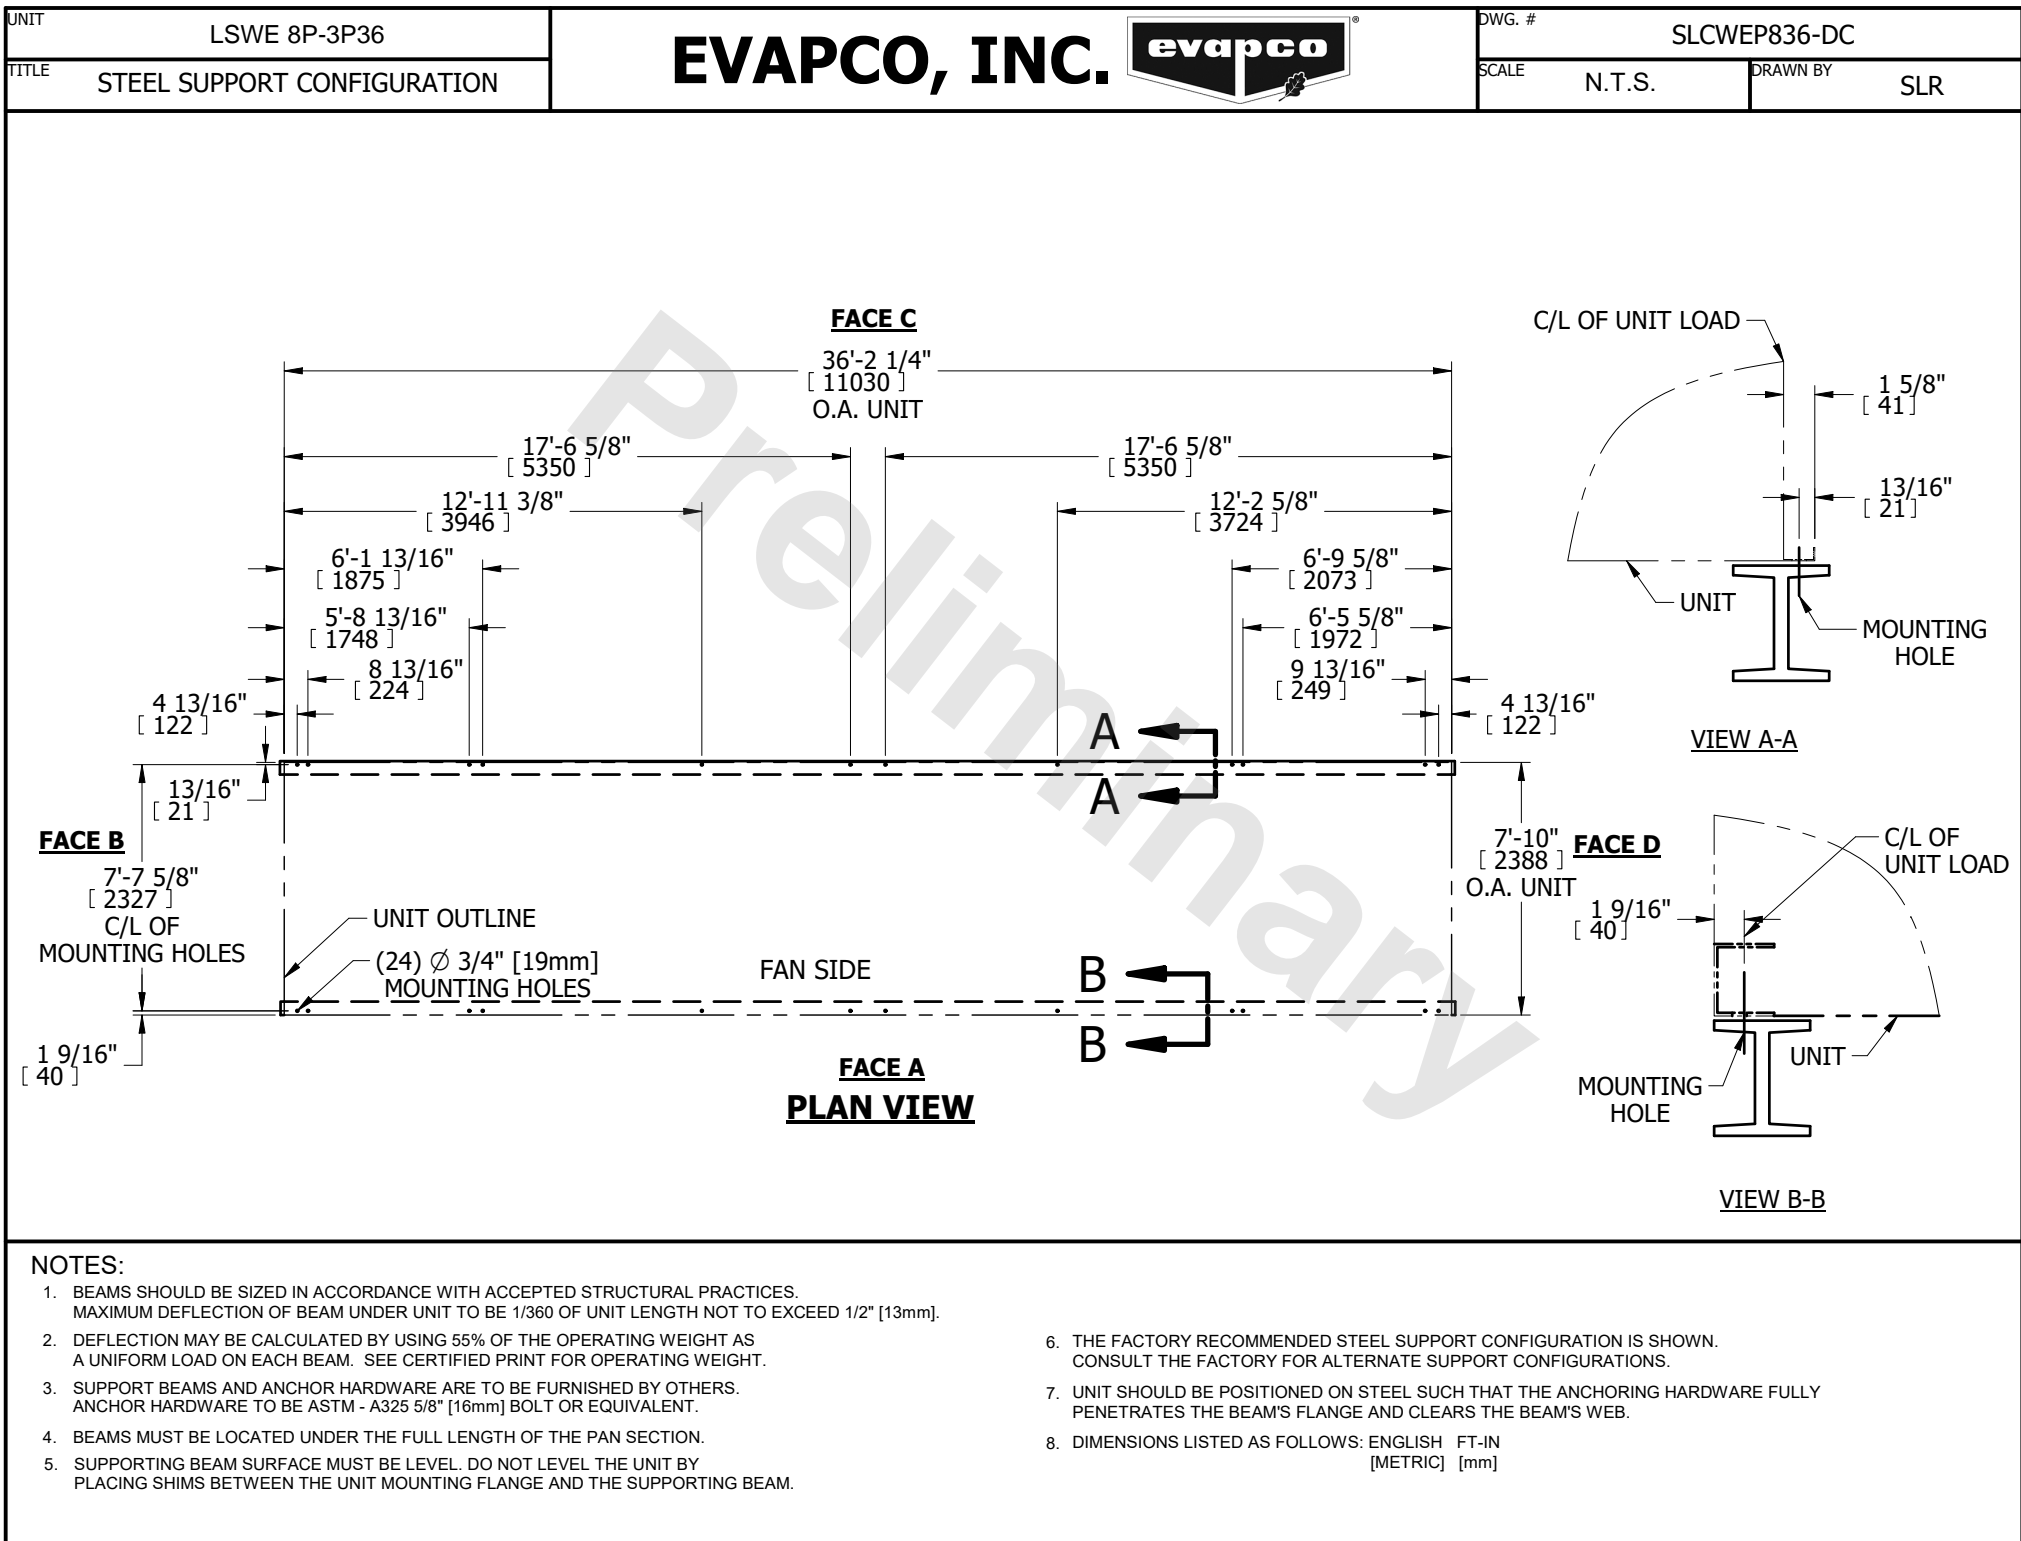 UNIT
LSWE 8P-3P36
TITLE
STEEL SUPPORT CONFIGURATION
EVAPCO, INC.
evapco
®
DWG. #
SLCWEP836-DC
SCALE
N.T.S.
DRAWN BY
SLR
FACE C
36'-2 1/4"
[ 11030 ]
O.A. UNIT
17'-6 5/8"
[ 5350 ]
17'-6 5/8"
[ 5350 ]
12'-11 3/8"
[ 3946 ]
12'-2 5/8"
[ 3724 ]
6'-1 13/16"
[ 1875 ]
6'-9 5/8"
[ 2073 ]
5'-8 13/16"
[ 1748 ]
6'-5 5/8"
[ 1972 ]
8 13/16"
[ 224 ]
9 13/16"
[ 249 ]
4 13/16"
[ 122 ]
4 13/16"
[ 122 ]
A
A
13/16"
[ 21 ]
FACE B
7'-7 5/8"
[ 2327 ]
C/L OF
MOUNTING HOLES
7'-10"
[ 2388 ]
O.A. UNIT
FACE D
UNIT OUTLINE
(24) Ø 3/4" [19mm]
MOUNTING HOLES
FAN SIDE
B
B
1 9/16"
[ 40 ]
FACE A
PLAN VIEW
Preliminary
C/L OF UNIT LOAD
1 5/8"
[ 41 ]
13/16"
[ 21 ]
UNIT
MOUNTING
HOLE
VIEW A-A
C/L OF
UNIT LOAD
1 9/16"
[ 40 ]
UNIT
MOUNTING
HOLE
VIEW B-B
NOTES:
1. BEAMS SHOULD BE SIZED IN ACCORDANCE WITH ACCEPTED STRUCTURAL PRACTICES.
MAXIMUM DEFLECTION OF BEAM UNDER UNIT TO BE 1/360 OF UNIT LENGTH NOT TO EXCEED 1/2" [13mm].
2. DEFLECTION MAY BE CALCULATED BY USING 55% OF THE OPERATING WEIGHT AS
A UNIFORM LOAD ON EACH BEAM. SEE CERTIFIED PRINT FOR OPERATING WEIGHT.
3. SUPPORT BEAMS AND ANCHOR HARDWARE ARE TO BE FURNISHED BY OTHERS.
ANCHOR HARDWARE TO BE ASTM - A325 5/8" [16mm] BOLT OR EQUIVALENT.
4. BEAMS MUST BE LOCATED UNDER THE FULL LENGTH OF THE PAN SECTION.
5. SUPPORTING BEAM SURFACE MUST BE LEVEL. DO NOT LEVEL THE UNIT BY
PLACING SHIMS BETWEEN THE UNIT MOUNTING FLANGE AND THE SUPPORTING BEAM.
6. THE FACTORY RECOMMENDED STEEL SUPPORT CONFIGURATION IS SHOWN.
CONSULT THE FACTORY FOR ALTERNATE SUPPORT CONFIGURATIONS.
7. UNIT SHOULD BE POSITIONED ON STEEL SUCH THAT THE ANCHORING HARDWARE FULLY
PENETRATES THE BEAM'S FLANGE AND CLEARS THE BEAM'S WEB.
8. DIMENSIONS LISTED AS FOLLOWS: ENGLISH FT-IN
[METRIC] [mm]